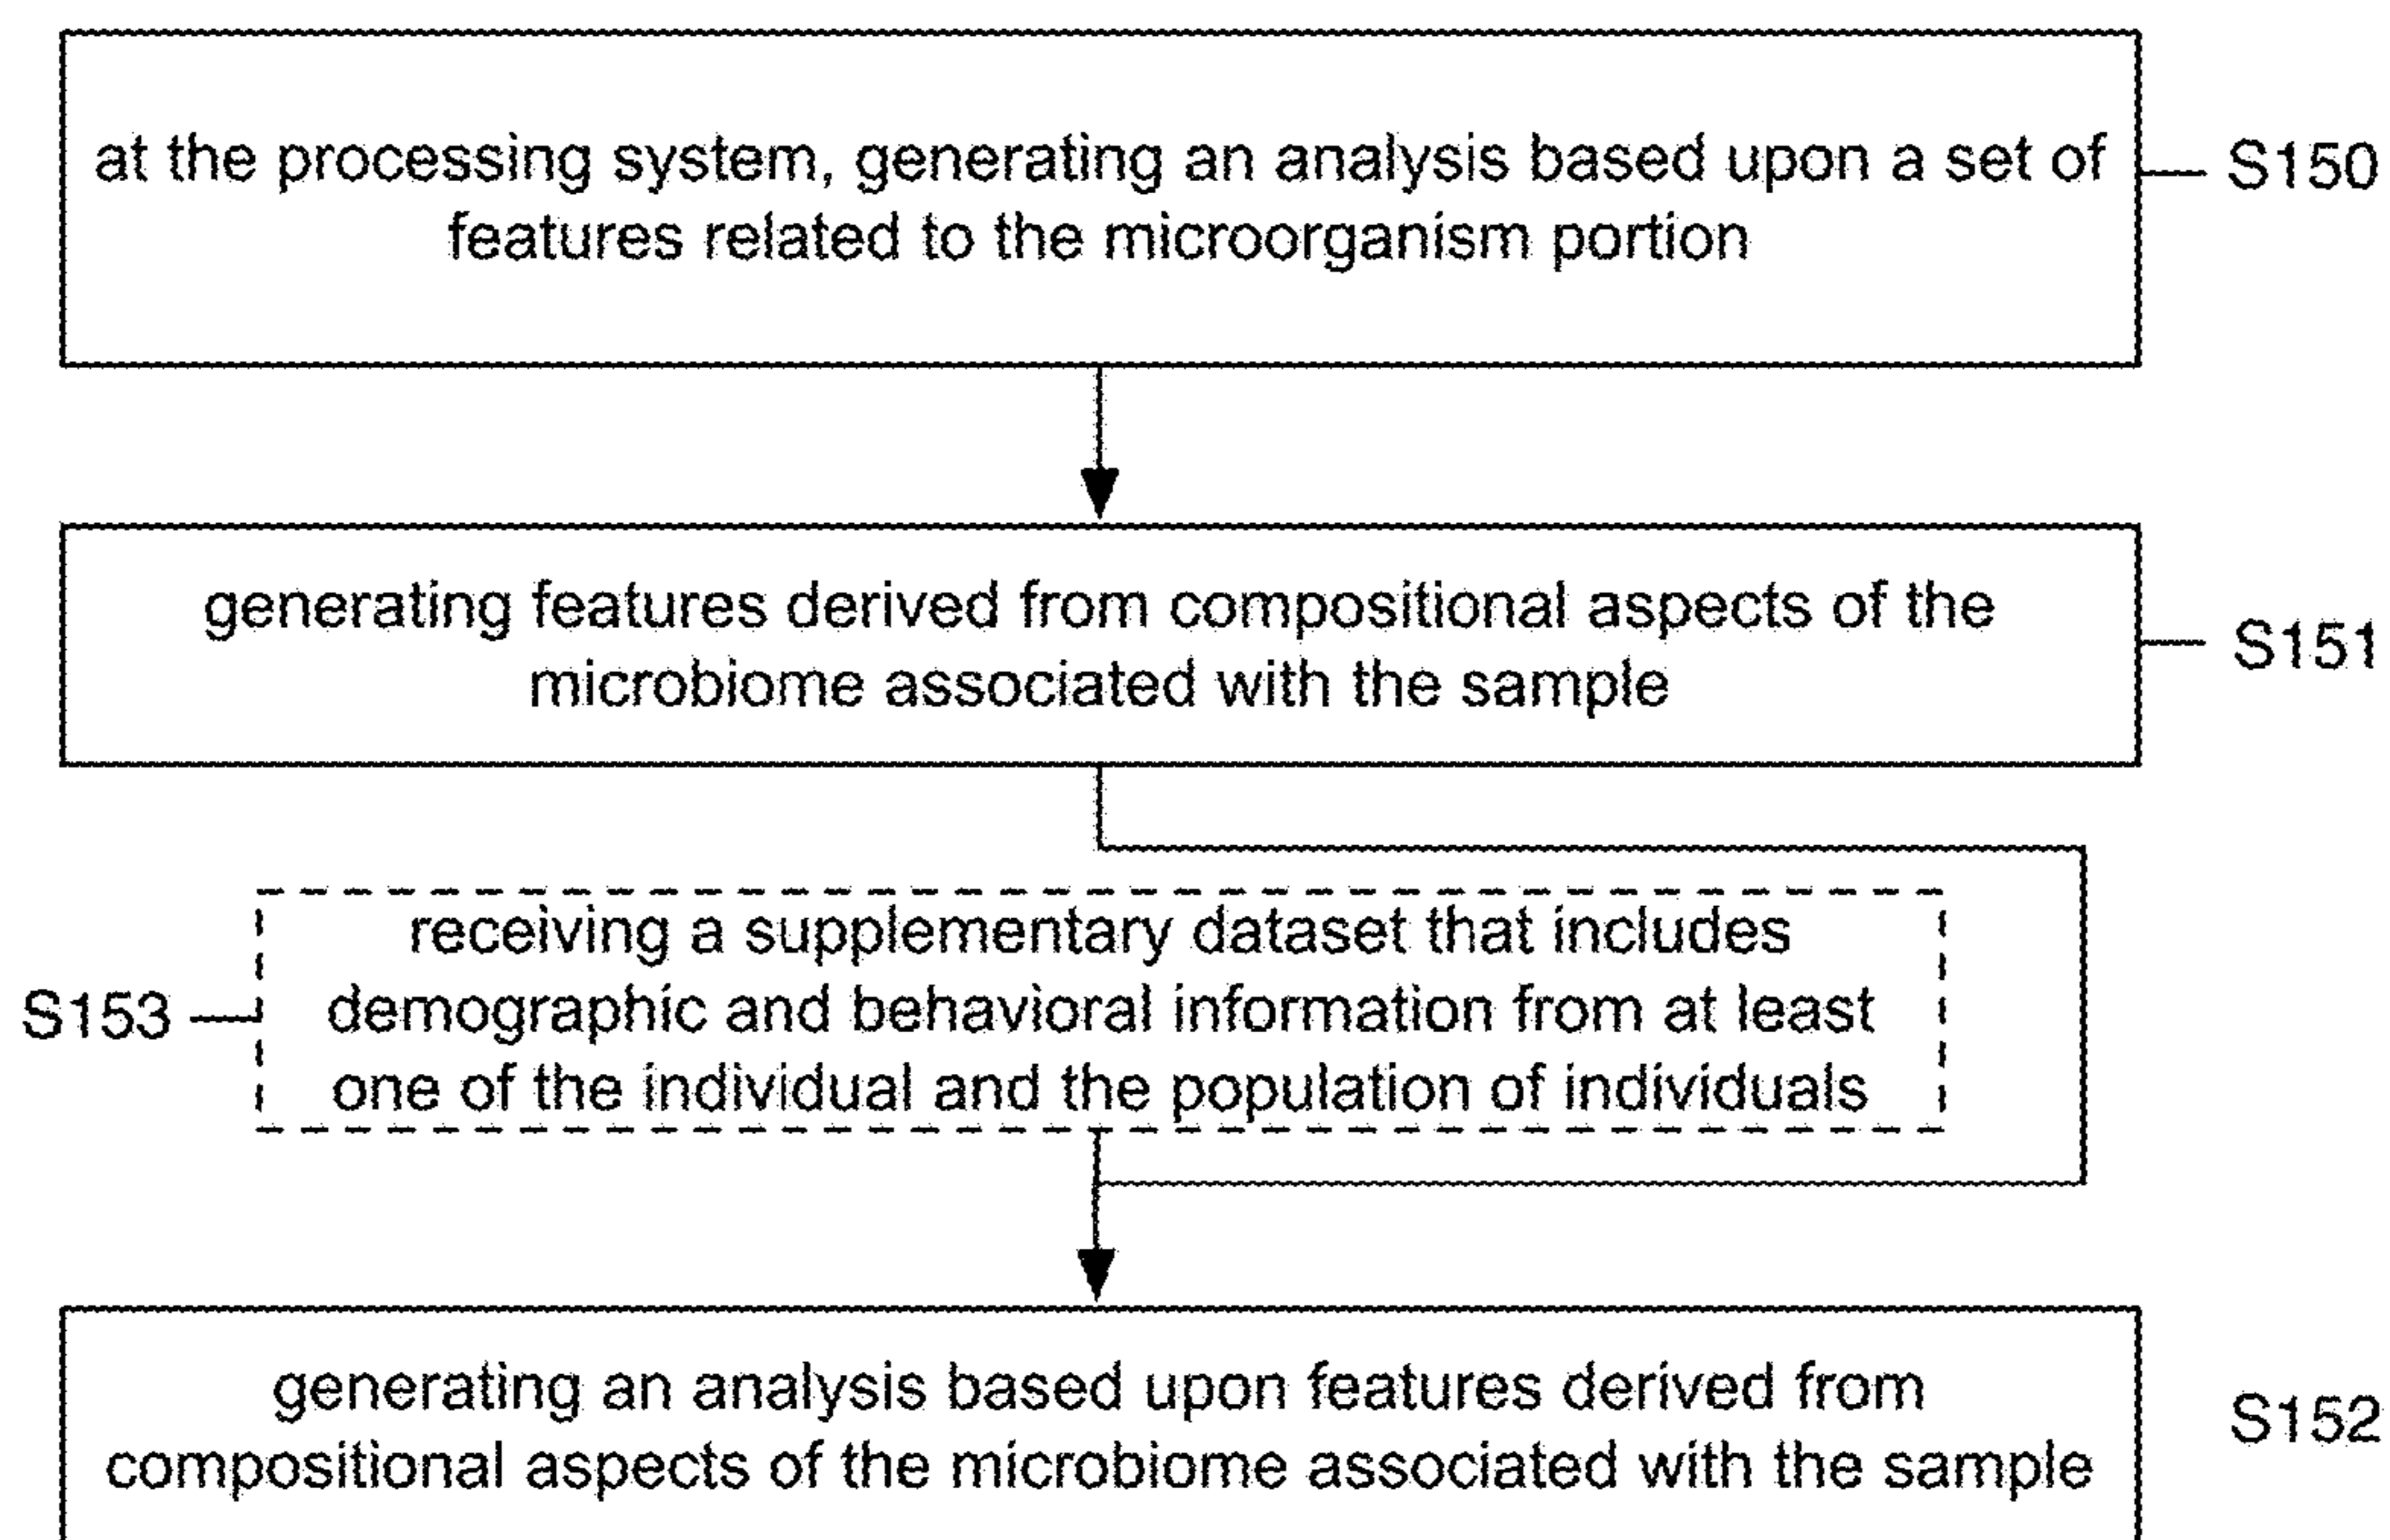 at the processing system, generating an analysis based upon a set of
features related to the microorganism portion
S150
generating features derived from compositional aspects of the
microbiome associated with the sample
S151
receiving a supplementary dataset that includes
demographic and behavioral information from at least
one of the individual and the population of individuals
S153
generating an analysis based upon features derived from
compositional aspects of the microbiome associated with the sample
S152